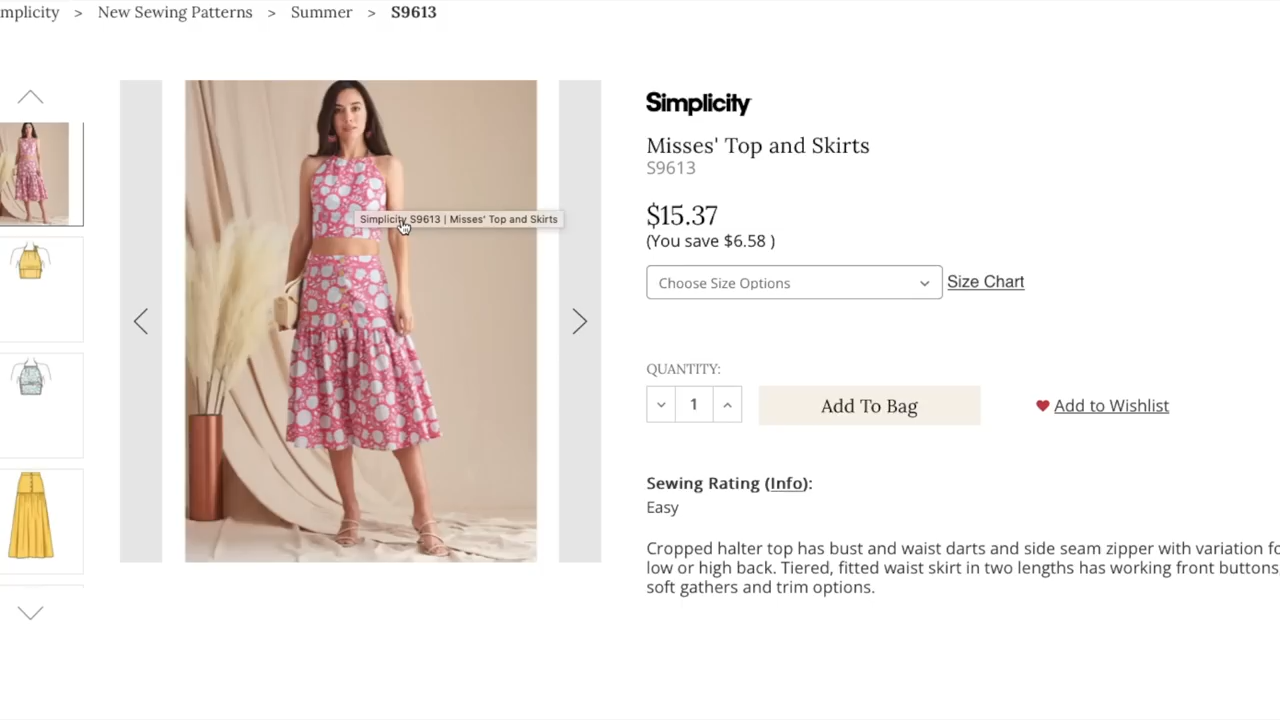 mplicity > New Sewing Patterns > Summer > S9613
Simplicity
Misses' Top and Skirts
S9613
$15.37
(You save $6.58 )
Simplicity S9613 | Misses' Top and Skirts
Choose Size Options
Size Chart
QUANTITY:
1
Add To Bag
Add to Wishlist
Sewing Rating (Info):
Easy
Cropped halter top has bust and waist darts and side seam zipper with variation fo
low or high back. Tiered, fitted waist skirt in two lengths has working front buttons,
soft gathers and trim options.